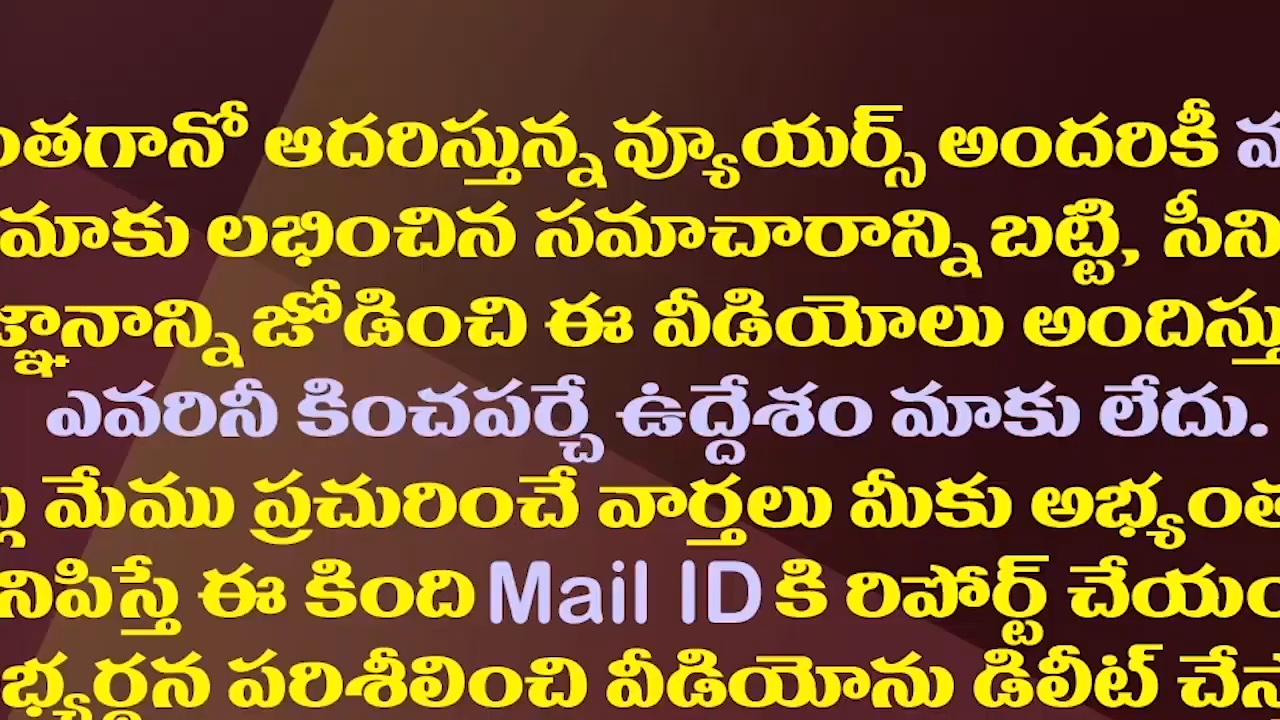 ంతగానో ఆదరిస్తున్న వ్యూయర్స్ అందరికీ
మాకు లభించిన సమాచారాన్ని బట్టి, సీని
జ్ఞానాన్ని జోడించి ఈ వీడియోలు అందిస్తు
ఎవరినీ కించపర్చే ఉద్దేశం మాకు లేదు.
మేము ప్రచురించే వార్తలు మీకు అభ్యంత
నిపిస్తే ఈ కింది Mail ID కి రిపోర్ట్ చేయం
భ్యర్థన పరిశీలించి వీడియోను డిలీట్ చేస